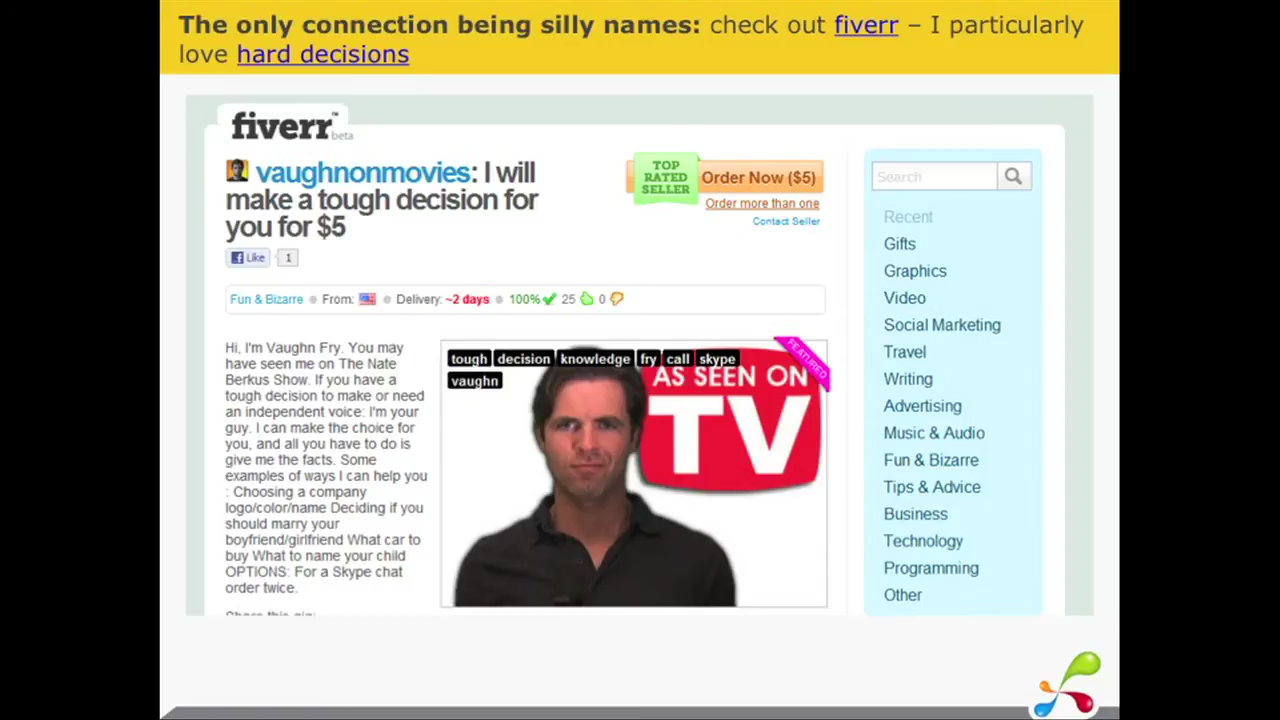 The only connection being silly names: check out fiverr – I particularly
love hard decisions
fiverr™ beta
vaughnonmovies: I will
make a tough decision for
you for $5
Like 1
TOP
RATED
SELLER
Order Now ($5)
Order more than one
Contact Seller
Fun & Bizarre From: Delivery: ~2 days 100% 25 0
Hi, I'm Vaughn Fry. You may
have seen me on The Nate
Berkus Show. If you have a
tough decision to make or need
an independent voice: I'm your
guy. I can make the choice for
you, and all you have to do is
give me the facts. Some
examples of ways I can help you
: Choosing a company
logo/color/name Deciding if you
should marry your
boyfriend/girlfriend What car to
buy What to name your child
OPTIONS: For a Skype chat
order twice.
Share this gig:
tough decision knowledge fry call skype
vaughn
FEATURED
AS SEEN ON
TV
Search
Recent
Gifts
Graphics
Video
Social Marketing
Travel
Writing
Advertising
Music & Audio
Fun & Bizarre
Tips & Advice
Business
Technology
Programming
Other